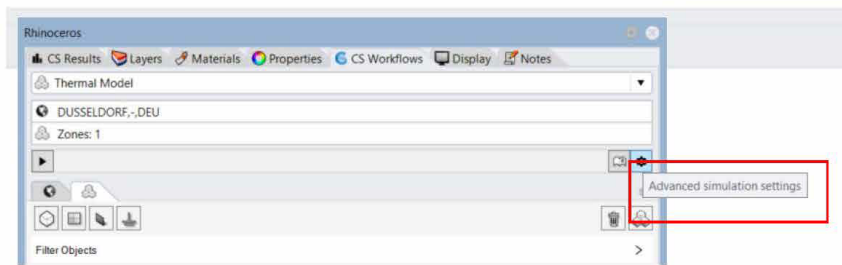 Rhinoceros
CS Results Layers Materials Properties CS Workflows Display Notes
Thermal Model
DUSSELDORF,-,DEU
Zones: 1
Advanced simulation settings
Filter Objects